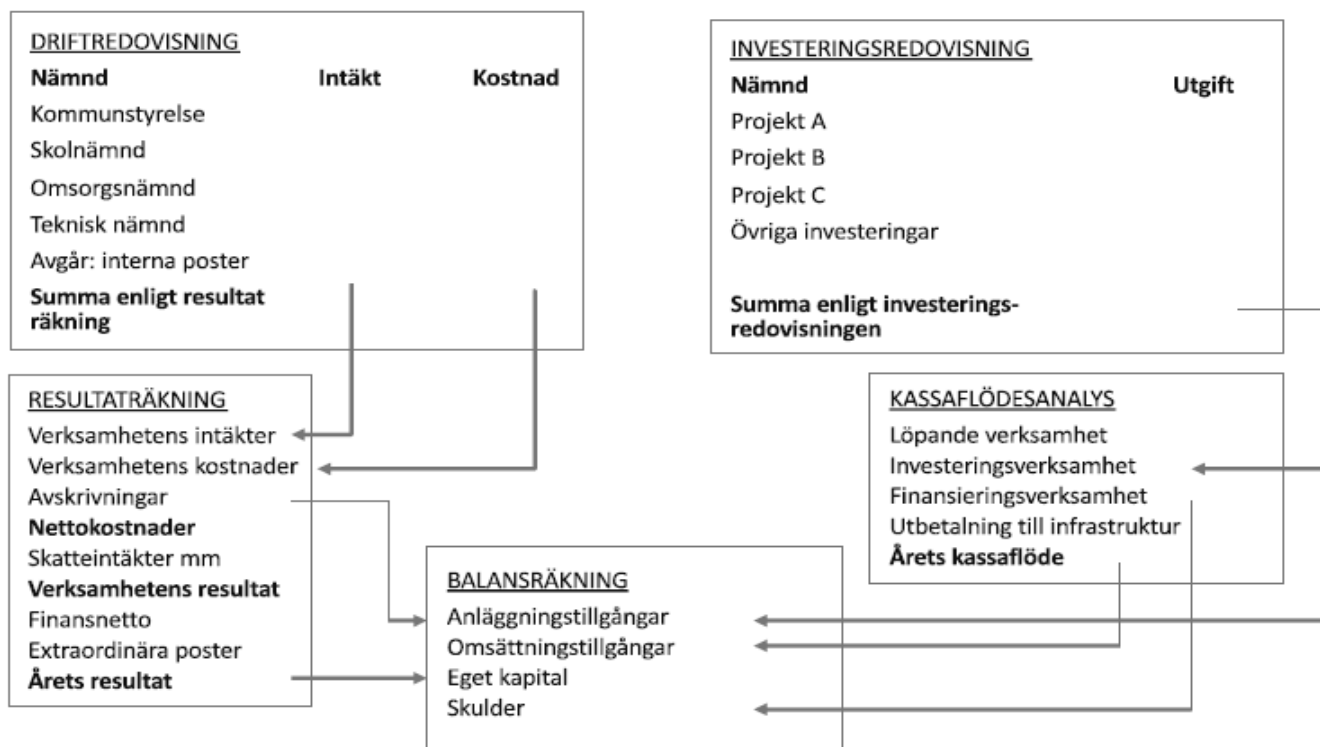 DRIFTREDOVISNING
Nämnd Intäkt Kostnad
Kommunstyrelse
Skolnämnd
Omsorgsnämnd
Teknisk nämnd
Avgår: interna poster
Summa enligt resultat
räkning
INVESTERINGSREDOVISNING
Nämnd Utgift
Projekt A
Projekt B
Projekt C
Övriga investeringar
Summa enligt investerings-
redovisningen
RESULTATRÄKNING
Verksamhetens intäkter
Verksamhetens kostnader
Avskrivningar
Nettokostnader
Skatteintäkter mm
Verksamhetens resultat
Finansnetto
Extraordinära poster
Årets resultat
KASSAFLÖDESANALYS
Löpande verksamhet
Investeringsverksamhet
Finansieringsverksamhet
Utbetalning till infrastruktur
Årets kassaflöde
BALANSRÄKNING
Anläggningstillgångar
Omsättningstillgångar
Eget kapital
Skulder